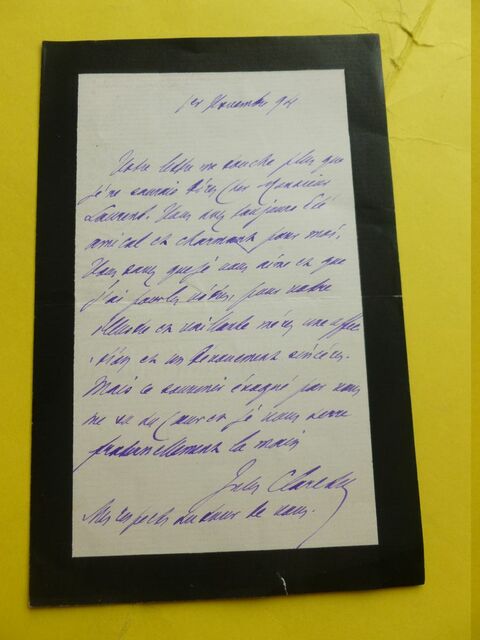 1er Novembre 94
Votre lettre me touche plus que
je ne saurais dire, Cher Monsieur
Laurent. Vous avez toujours été
amical et charmant pour moi.
Vous savez que je vous aime et que
j'ai pour les vôtres, pour votre
illustre et vaillante mère, une affec
tion et un dévouement sincères.
Mais ce souvenir évoqué par vous
me va au cœur et je vous serre
fraternellement la main
Jules Claretie
Mes respects autour de vous.